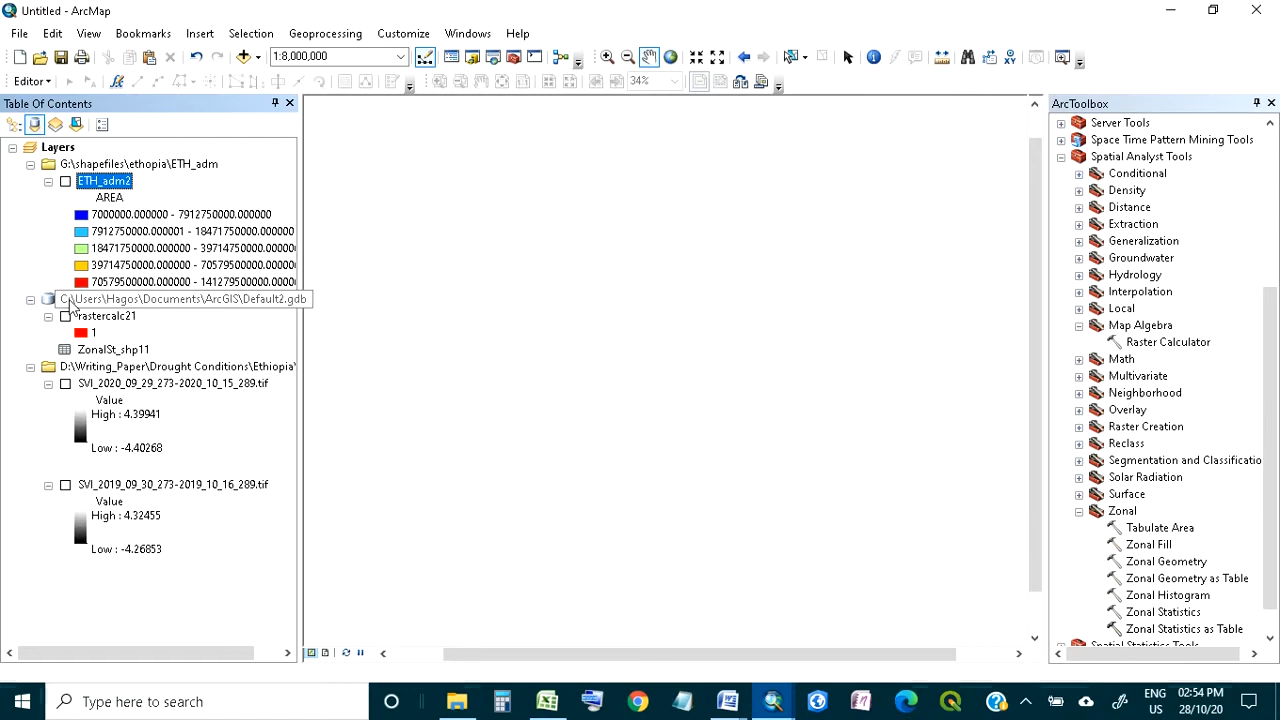 Untitled - ArcMap
File Edit View Bookmarks Insert Selection Geoprocessing Customize Windows Help
1:8,000,000
Editor 34%
Table Of Contents
Layers
G:\shapefiles\ethopia\ETH_adm
ETH_adm2
AREA
7000000.000000 - 7912750000.000000
7912750000.000001 - 18471750000.000000
18471750000.000000 - 39714750000.000000
39714750000.000000 - 70579500000.000000
70579500000.000000 - 141279500000.000000
C:\Users\Hagos\Documents\ArcGIS\Default2.gdb
rastercalc21
1
ZonalSt_shp11
D:\Writing_Paper\Drought Conditions\Ethiopia\
SVI_2020_09_29_273-2020_10_15_289.tif
Value
High : 4.39941
Low : -4.40268
SVI_2019_09_30_273-2019_10_16_289.tif
Value
High : 4.32455
Low : -4.26853
ArcToolbox
Server Tools
Space Time Pattern Mining Tools
Spatial Analyst Tools
Conditional
Density
Distance
Extraction
Generalization
Groundwater
Hydrology
Interpolation
Local
Map Algebra
Raster Calculator
Math
Multivariate
Neighborhood
Overlay
Raster Creation
Reclass
Segmentation and Classificatio
Solar Radiation
Surface
Zonal
Tabulate Area
Zonal Fill
Zonal Geometry
Zonal Geometry as Table
Zonal Histogram
Zonal Statistics
Zonal Statistics as Table
Spatial Statistics Tools
Type here to search
ENG
US
02:54 PM
28/10/20